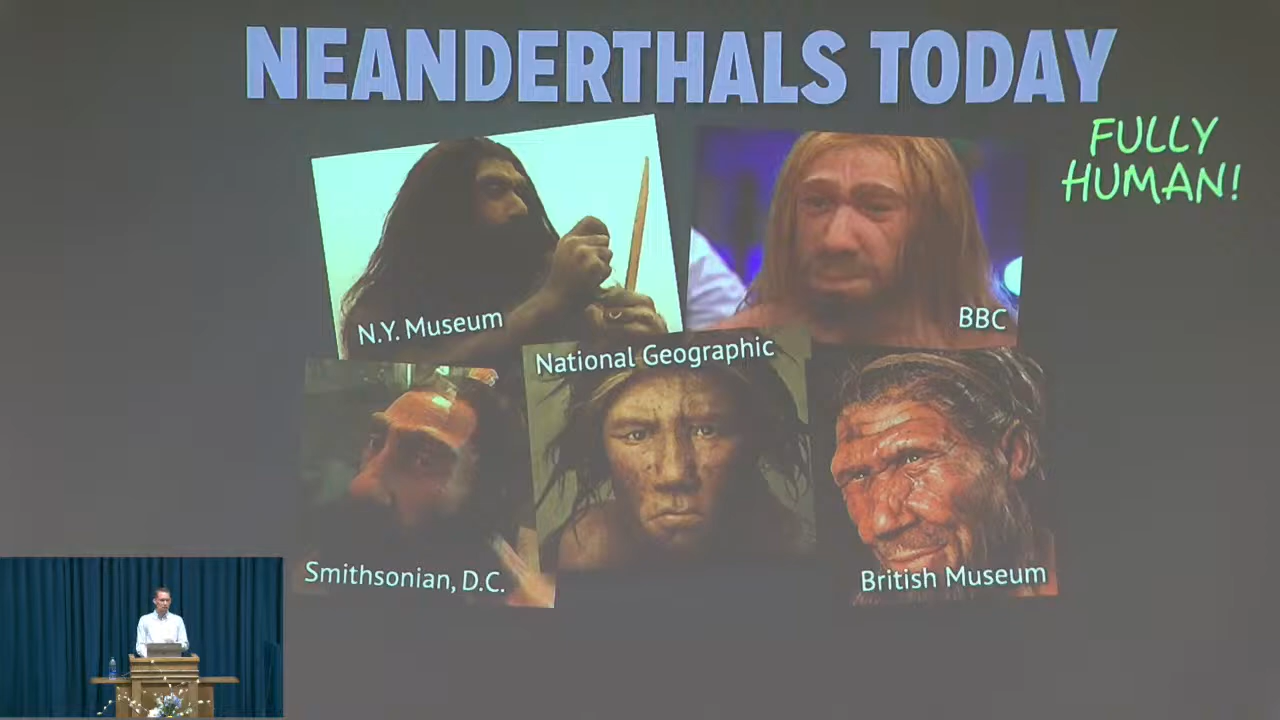 NEANDERTHALS TODAY
FULLY
HUMAN!
N.Y. Museum
BBC
National Geographic
Smithsonian, D.C.
British Museum